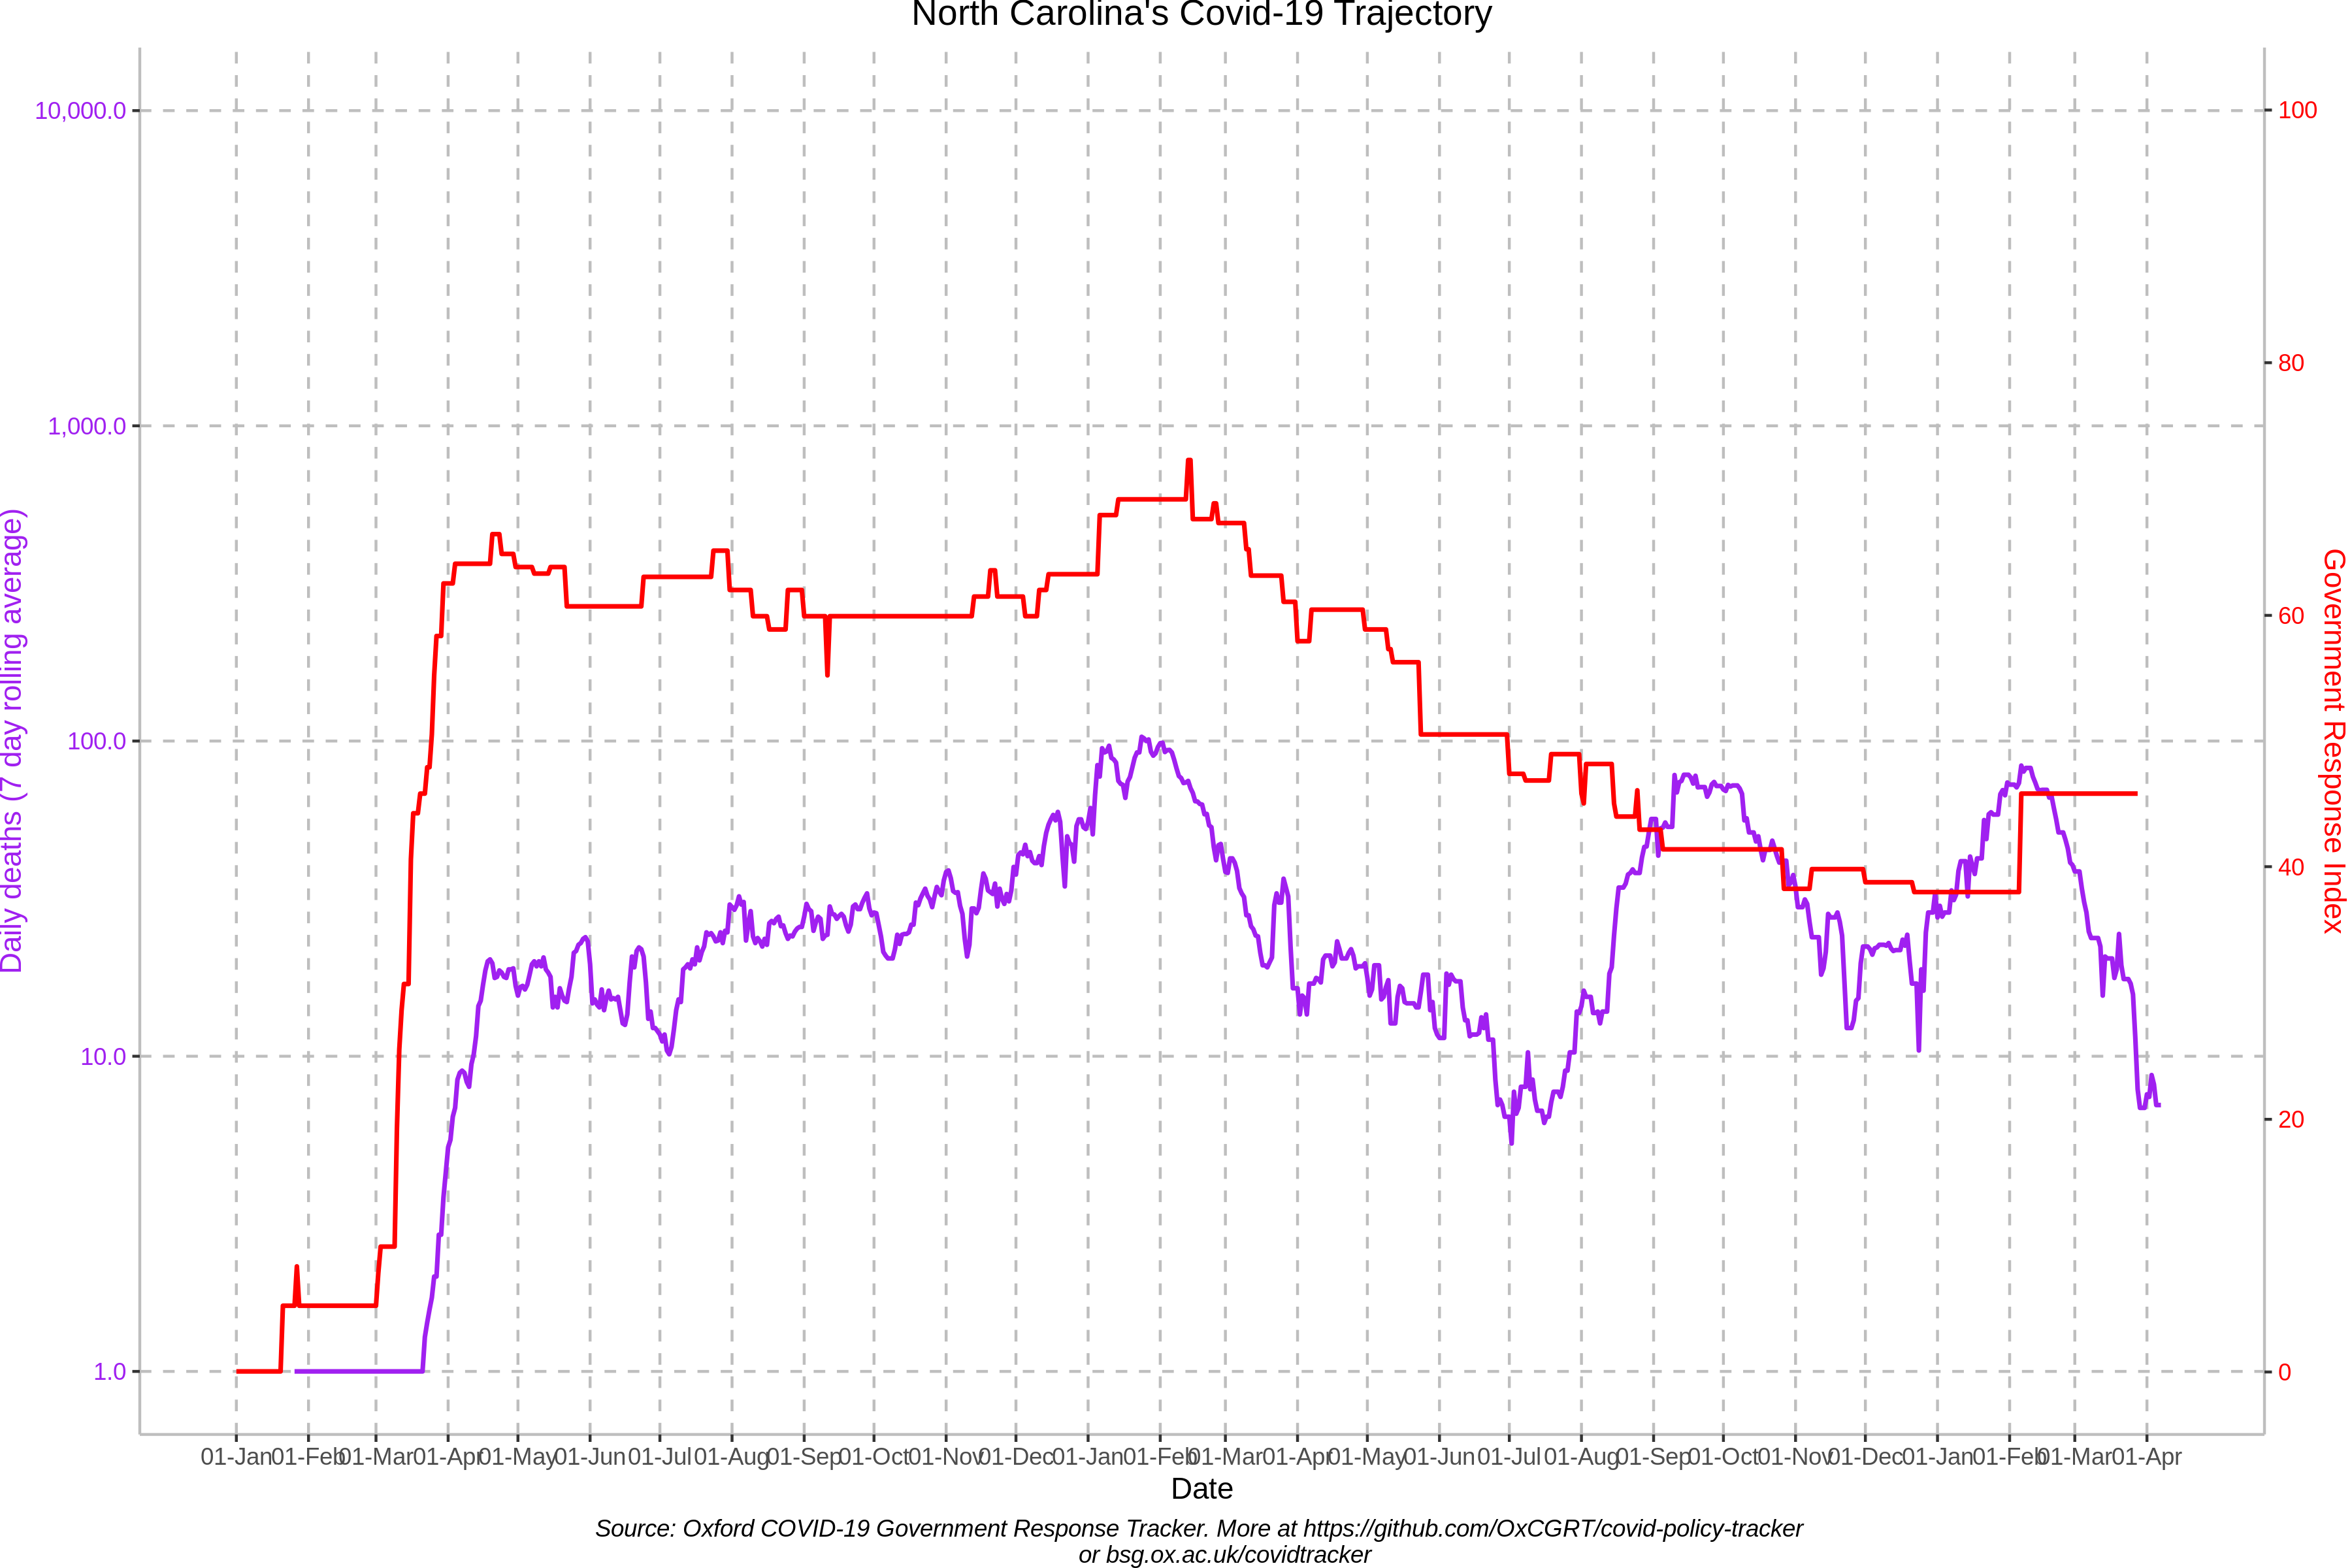 North Carolina's Covid-19 Trajectory
10,000.0
1,000.0
100.0
10.0
1.0
Daily deaths (7 day rolling average)
100
80
60
40
20
0
Government Response Index
01-Jan 01-Feb 01-Mar 01-Apr 01-May 01-Jun 01-Jul 01-Aug 01-Sep 01-Oct 01-Nov 01-Dec 01-Jan 01-Feb 01-Mar 01-Apr 01-May 01-Jun 01-Jul 01-Aug 01-Sep 01-Oct 01-Nov 01-Dec 01-Jan 01-Feb 01-Mar 01-Apr
Date
Source: Oxford COVID-19 Government Response Tracker. More at https://github.com/OxCGRT/covid-policy-tracker
or bsg.ox.ac.uk/covidtracker